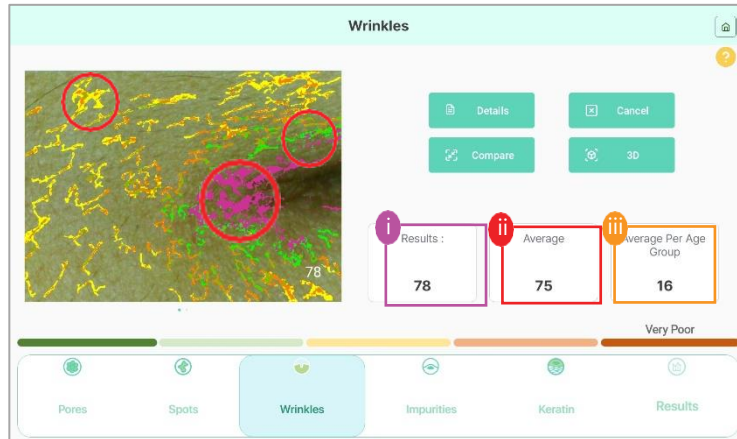 Wrinkles
?
Details
Cancel
Compare
3D
78
i
Results :
78
ii
Average
75
iii
Average Per Age
Group
16
Very Poor
Pores
Spots
Wrinkles
Impurities
Keratin
Results